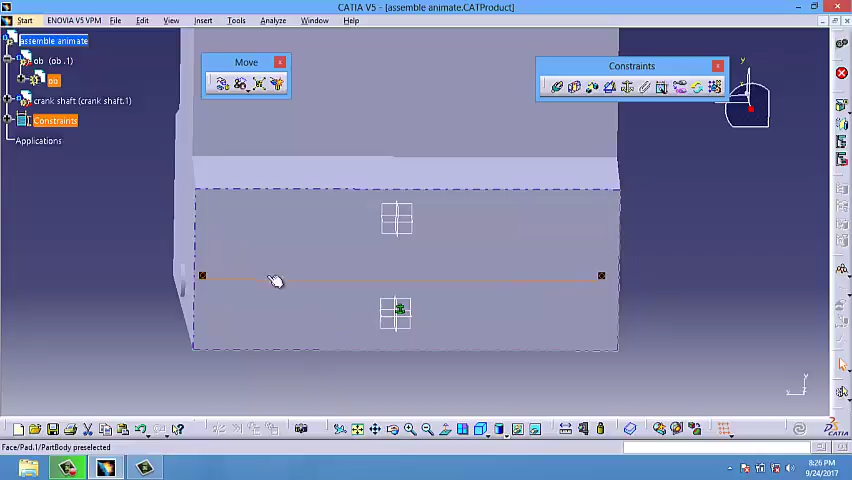 CATIA V5 - [assemble animate.CATProduct]
Start ENOVIA V5 VPM File Edit View Insert Tools Analyze Window Help
assemble animate
ob (ob .1)
ob
crank shaft (crank shaft.1)
Constraints
Applications
Move
Constraints
y
y
x
z
Face/Pad.1/PartBody preselected
CATIA
8:26 PM
9/24/2017